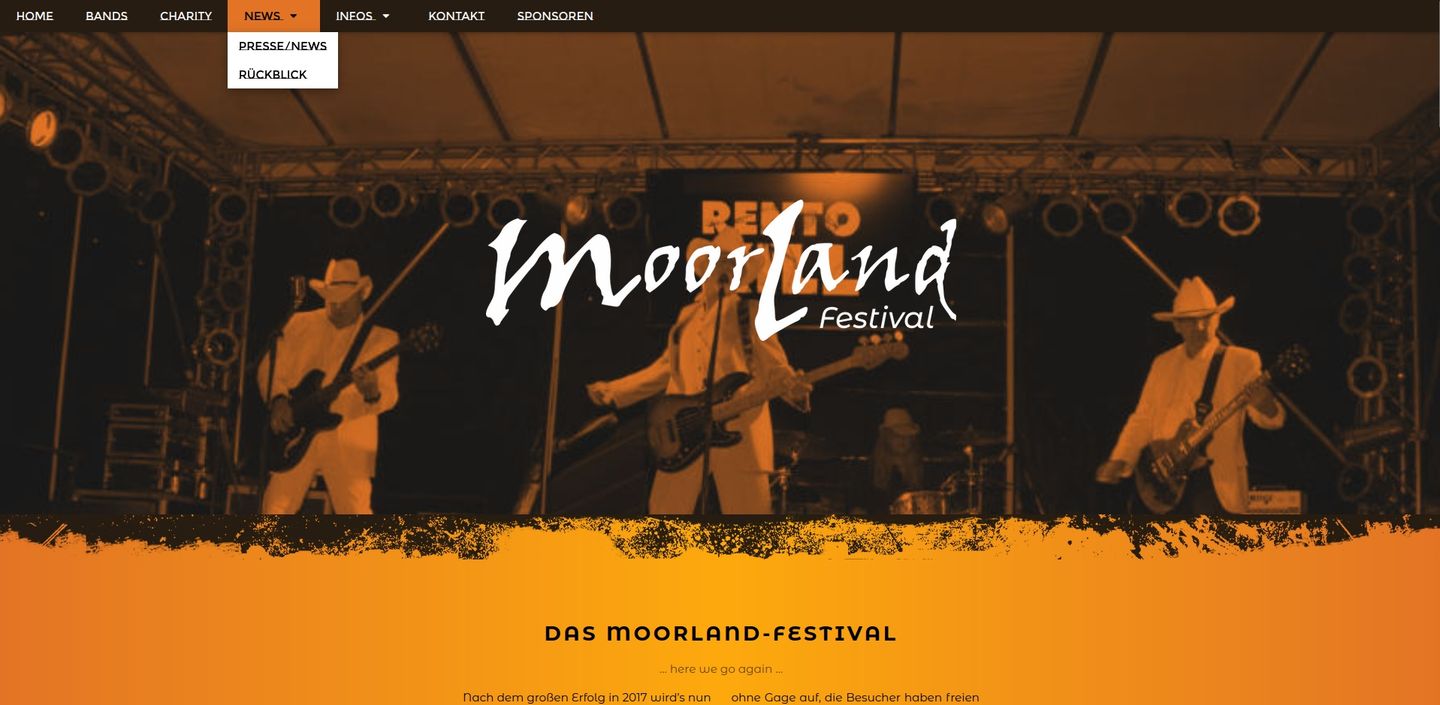 HOME BANDS CHARITY NEWS INFOS KONTAKT SPONSOREN
PRESSE/NEWS
RÜCKBLICK
RENTO
moorLand
Festival
DAS MOORLAND-FESTIVAL
... here we go again ...
Nach dem großen Erfolg in 2017 wird's nun
ohne Gage auf, die Besucher haben freien